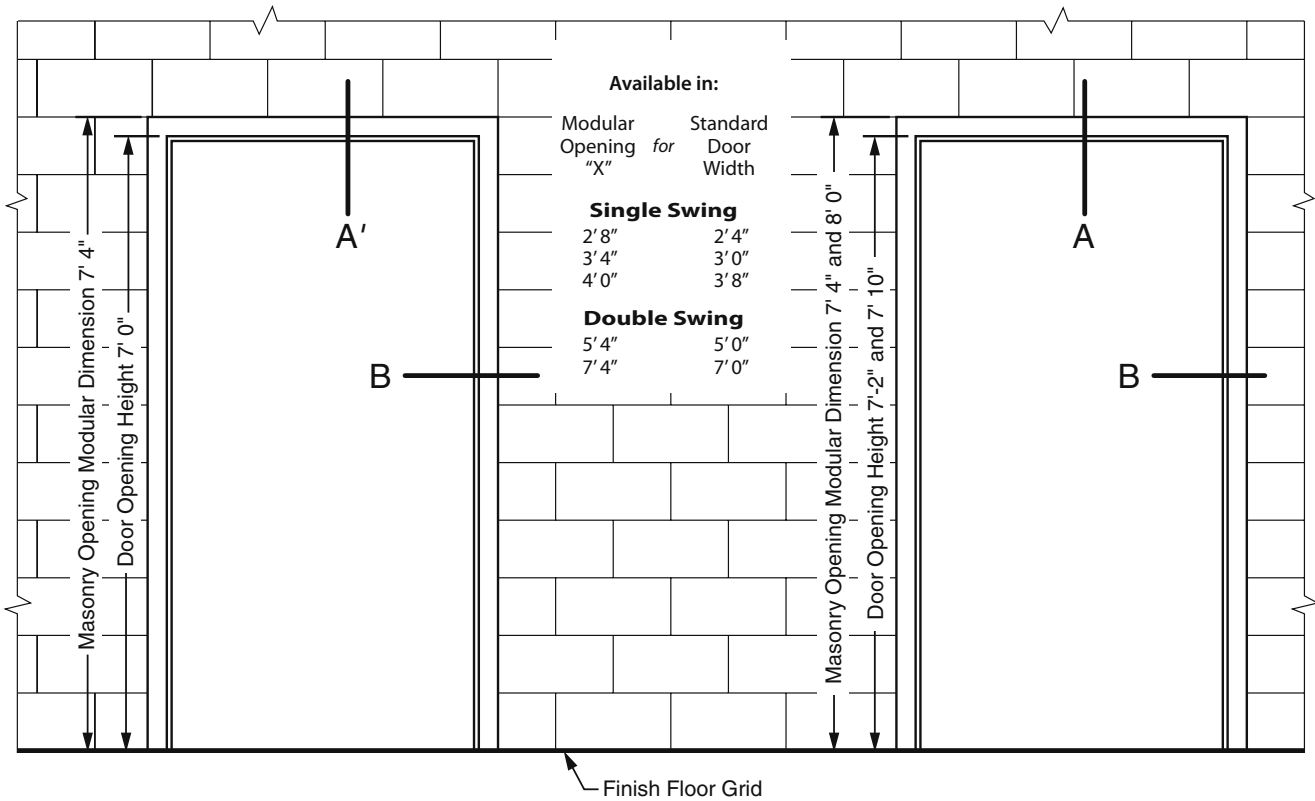 Available in:
Modular Standard
Opening for Door
“X” Width
Single Swing
2′ 8″ 2′ 4″
3′ 4″ 3′ 0″
4′ 0″ 3′ 8″
Double Swing
5′ 4″ 5′ 0″
7′ 4″ 7′ 0″
Masonry Opening Modular Dimension 7' 4"
Door Opening Height 7' 0"
A'
B
Masonry Opening Modular Dimension 7' 4" and 8' 0"
Door Opening Height 7'-2" and 7' 10"
A
B
Finish Floor Grid